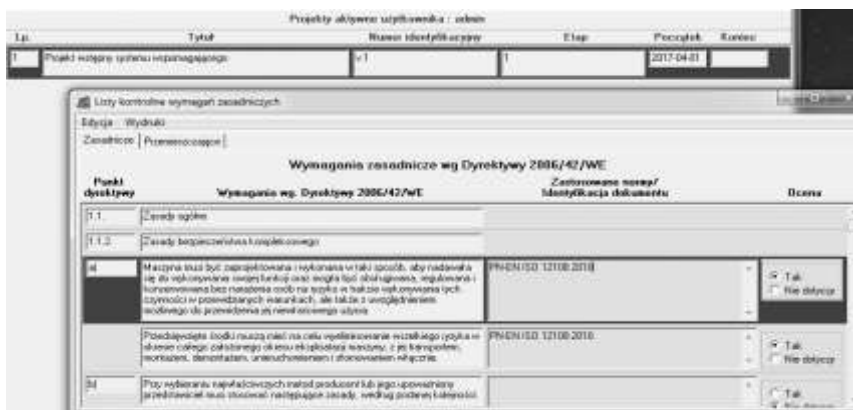 Projekty aktywne użytkownika : admin
Lp. Tytuł Numer identyfikacyjny Etap Początek Koniec
1 Projekt wstępny systemu wspomagającego v.1 1 2017-04-01
Listy kontrolne wymagań zasadniczych
Edycja Wydruki
Zasadnicze Przenoszące
Wymagania zasadnicze wg Dyrektywy 2006/42/WE
Punkt dyrektywy Wymagania wg. Dyrektywy 2006/42/WE Zastosowane normy/ Identyfikacja dokumentu Ocena
1.1. Zasady ogólne
1.1.2 Zasady bezpieczeństwa kompleksowego
a) Maszyna musi być zaprojektowana i wykonana w taki sposób, aby nadawała PN-EN ISO 12100:2010
się do wykonywania swojej funkcji oraz mogła być obsługiwana, regulowana i Tak
konserwowana bez narażenia osób na ryzyko w trakcie wykonywania tych Nie dotyczy
czynności w przewidzianych warunkach, ale także z uwzględnieniem
możliwego do przewidzenia jej niewłaściwego użycia
Przedsięwzięte środki muszą mieć na celu wyeliminowanie wszelkiego ryzyka w PN-EN ISO 12100:2010
okresie całego założonego okresu eksploatacji maszyny, z jej transportem, Tak
montażem, demontażem, unieruchomieniem i złomowaniem włącznie. Nie dotyczy
b) Przy wybieraniu najwłaściwszych metod producent lub jego upoważniony Tak
przedstawiciel musi stosować następujące zasady, według podanej kolejności: Nie dotyczy